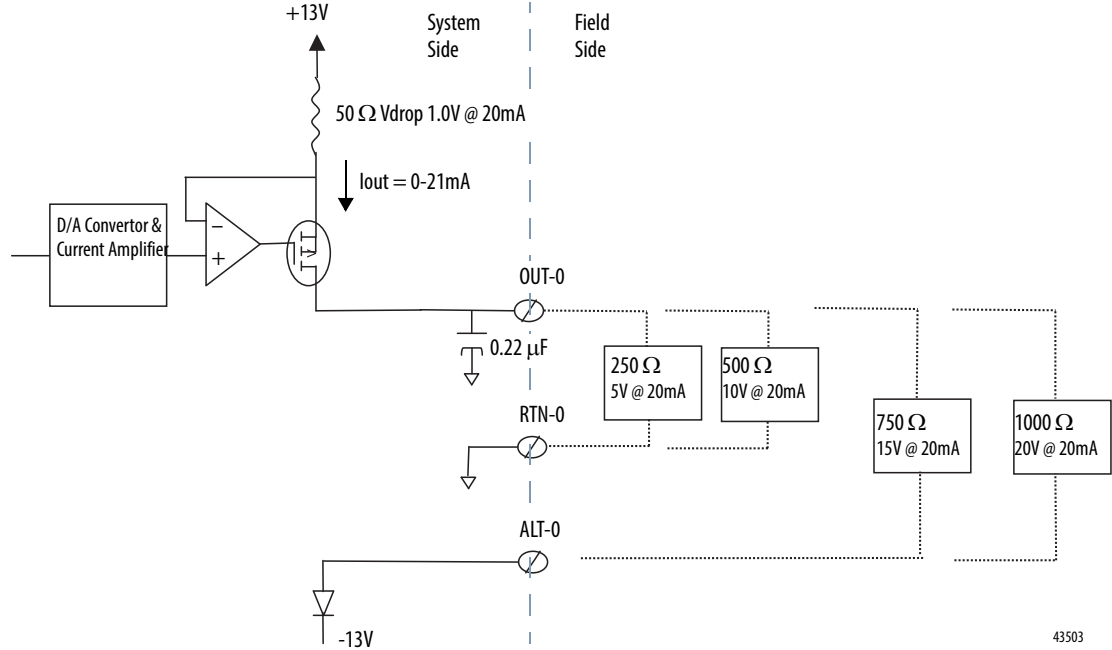 +13V
System
Side
Field
Side
50 Ω Vdrop 1.0V @ 20mA
Iout = 0-21mA
D/A Convertor &
Current Amplifier
−
+
OUT-0
0.22 µF
250 Ω
5V @ 20mA
500 Ω
10V @ 20mA
RTN-0
750 Ω
15V @ 20mA
1000 Ω
20V @ 20mA
ALT-0
-13V
43503